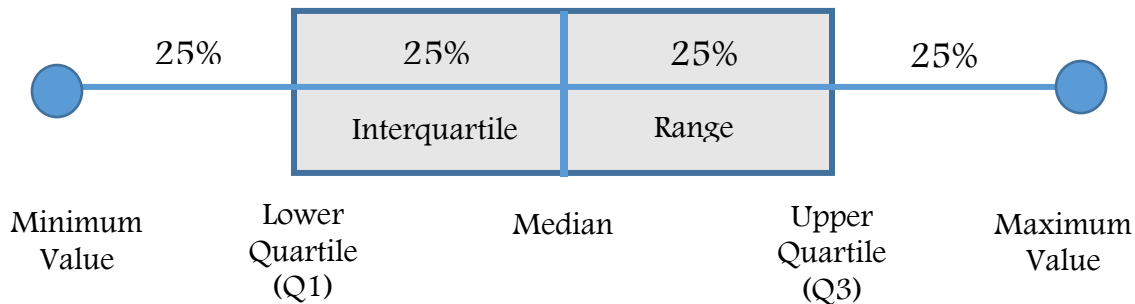 25%
25%
25%
25%
Interquartile
Range
Minimum
Value
Lower
Quartile
(Q1)
Median
Upper
Quartile
(Q3)
Maximum
Value